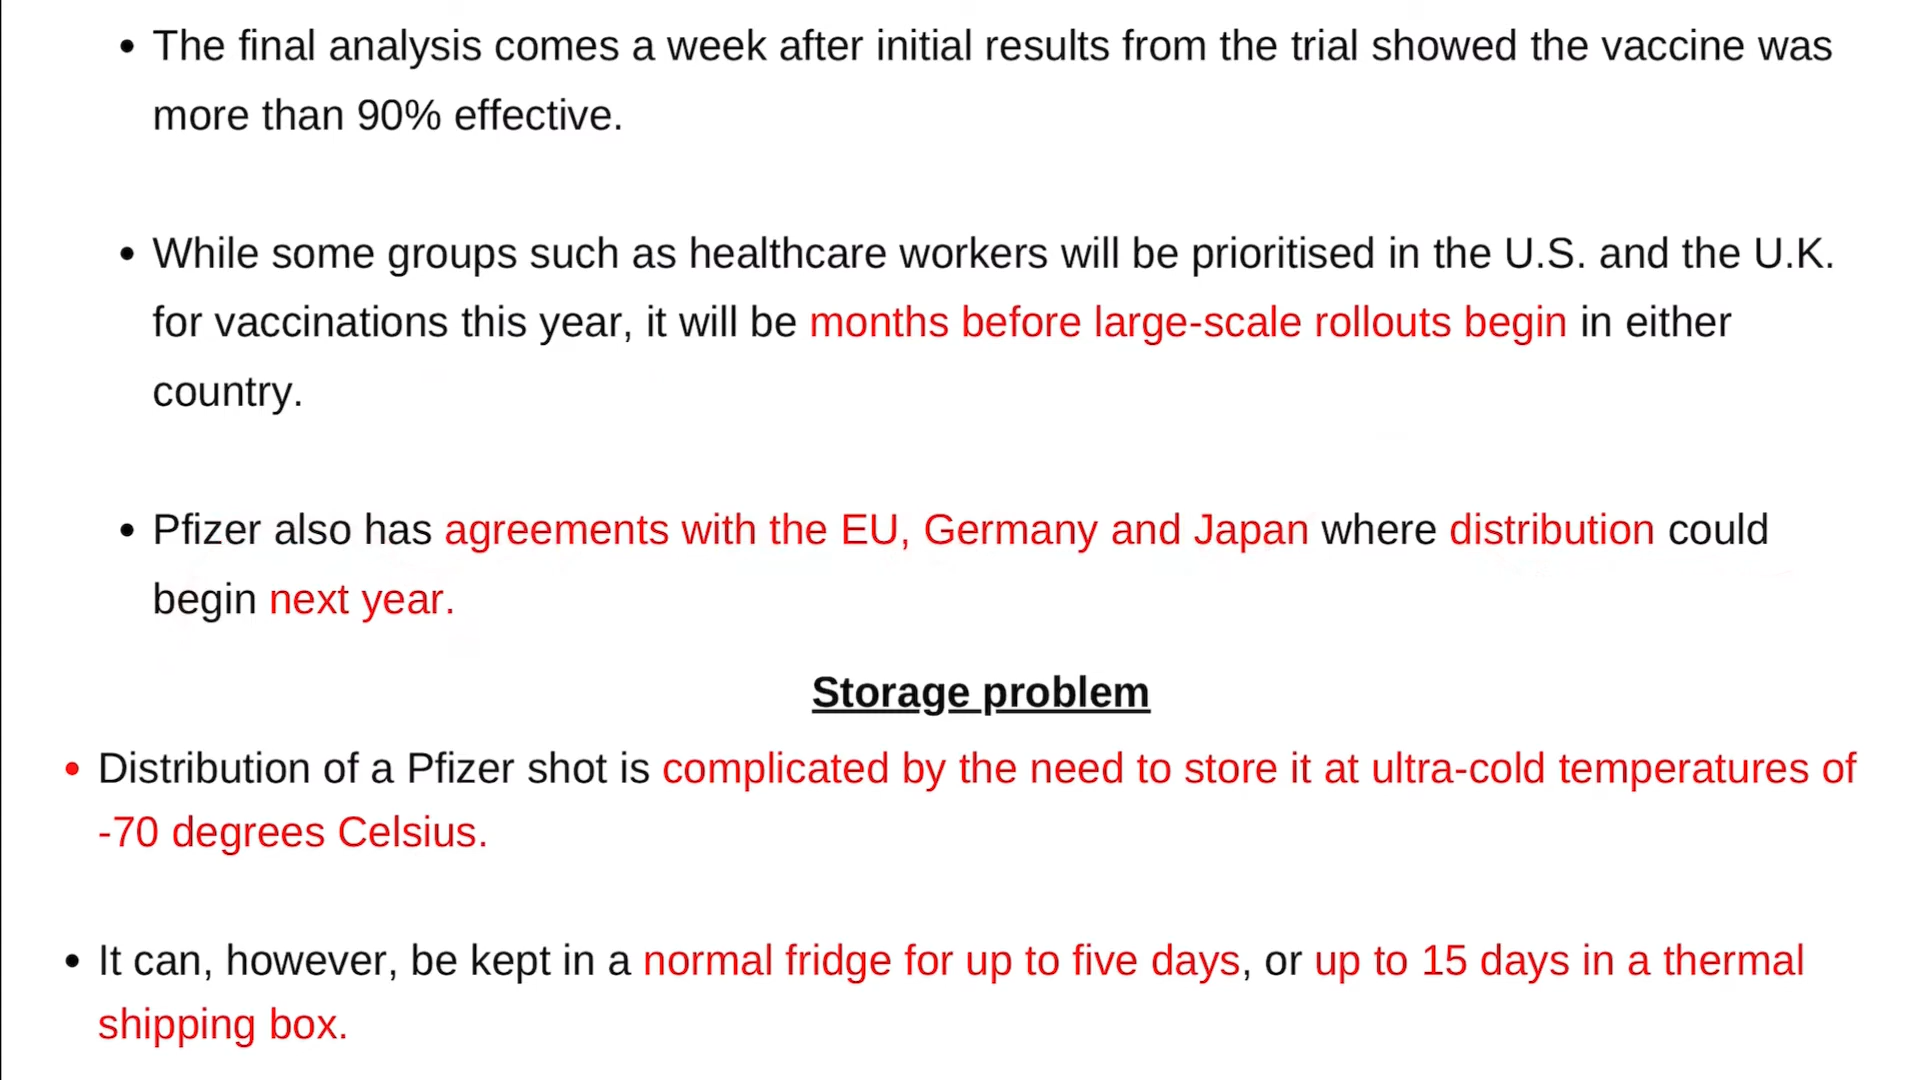 • The final analysis comes a week after initial results from the trial showed the vaccine was
more than 90% effective.
• While some groups such as healthcare workers will be prioritised in the U.S. and the U.K.
for vaccinations this year, it will be months before large-scale rollouts begin in either
country.
• Pfizer also has agreements with the EU, Germany and Japan where distribution could
begin next year.
Storage problem
• Distribution of a Pfizer shot is complicated by the need to store it at ultra-cold temperatures of
-70 degrees Celsius.
• It can, however, be kept in a normal fridge for up to five days, or up to 15 days in a thermal
shipping box.